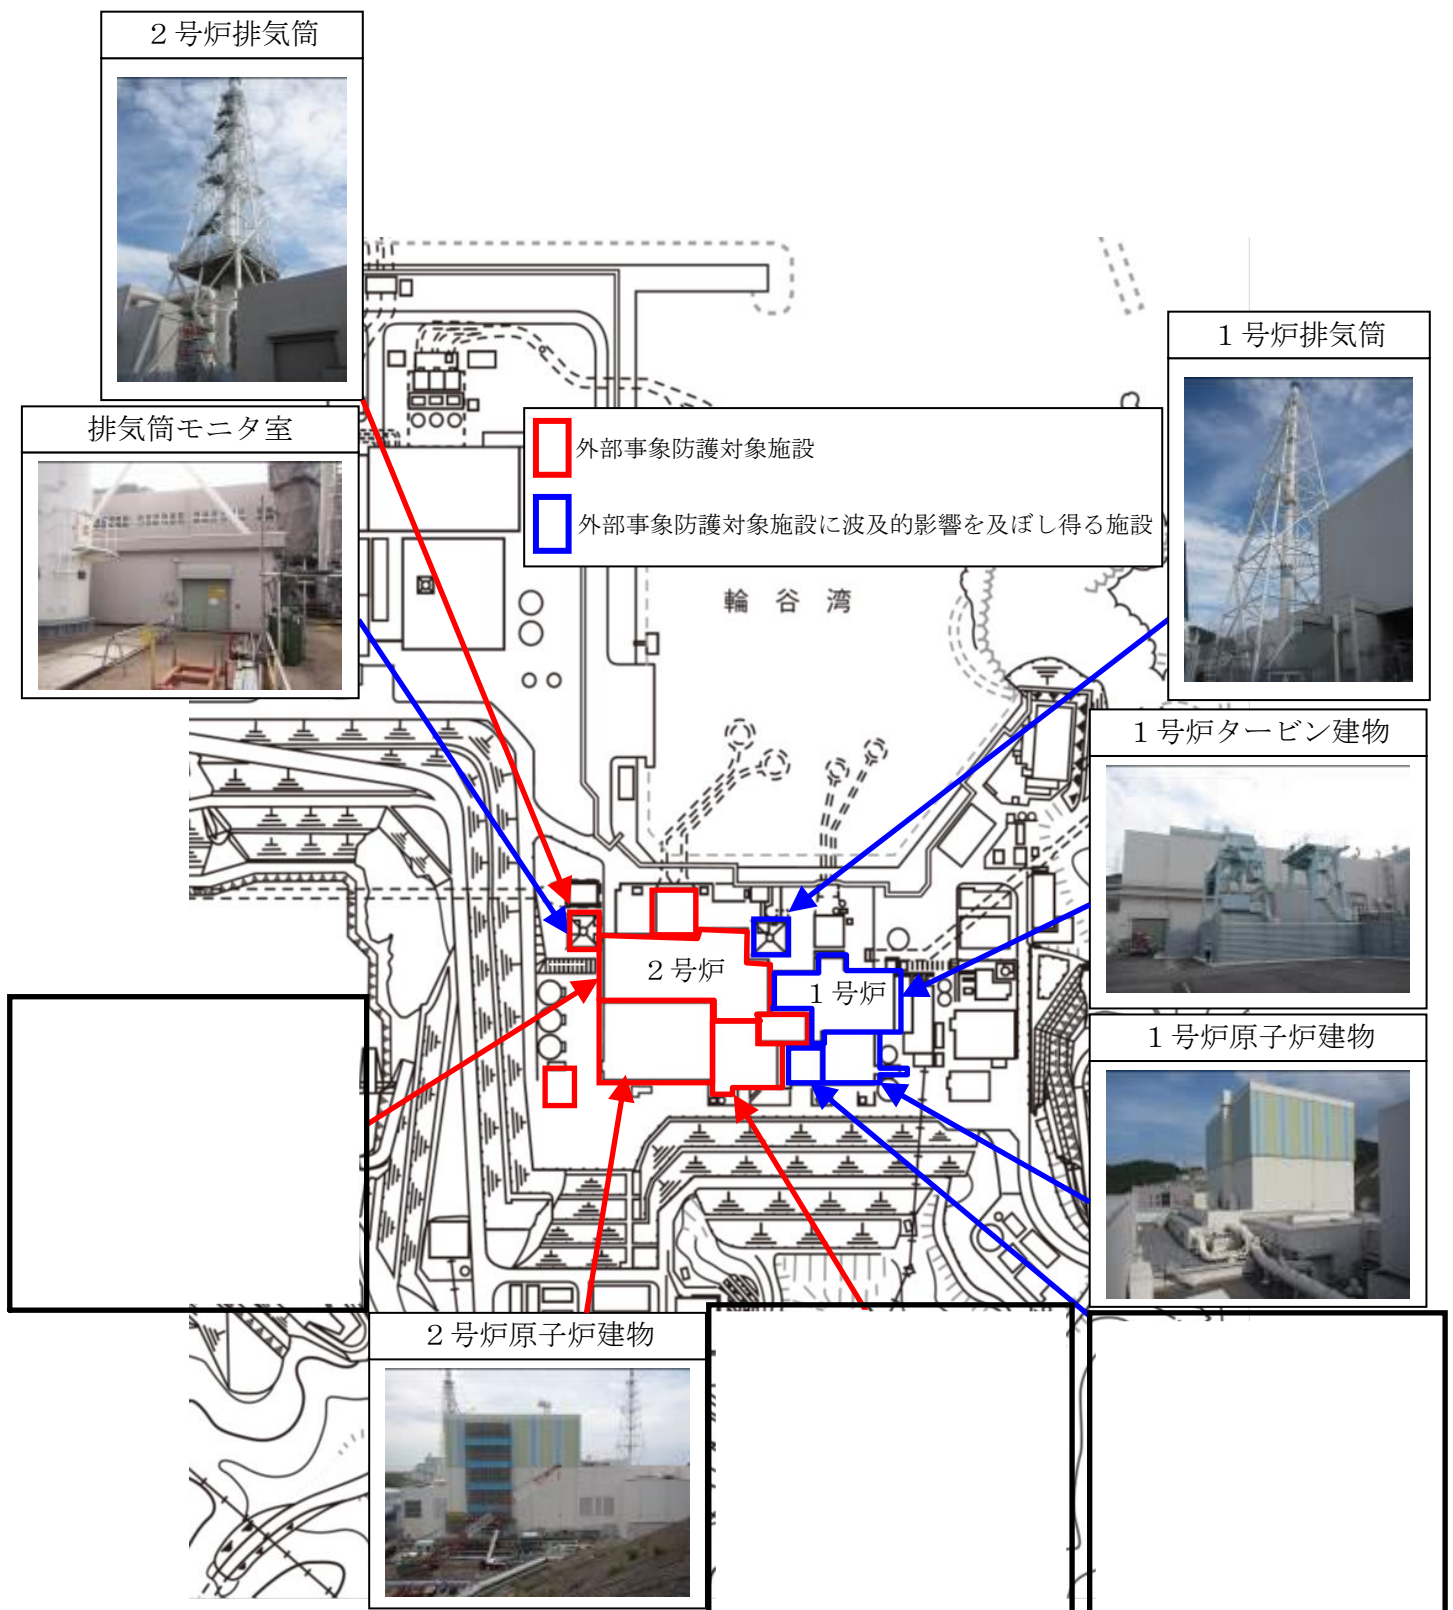 ２号炉排気筒
１号炉排気筒
排気筒モニタ室
外部事象防護対象施設
外部事象防護対象施設に波及的影響を及ぼし得る施設
輪谷湾
１号炉タービン建物
２号炉
１号炉
１号炉原子炉建物
２号炉原子炉建物